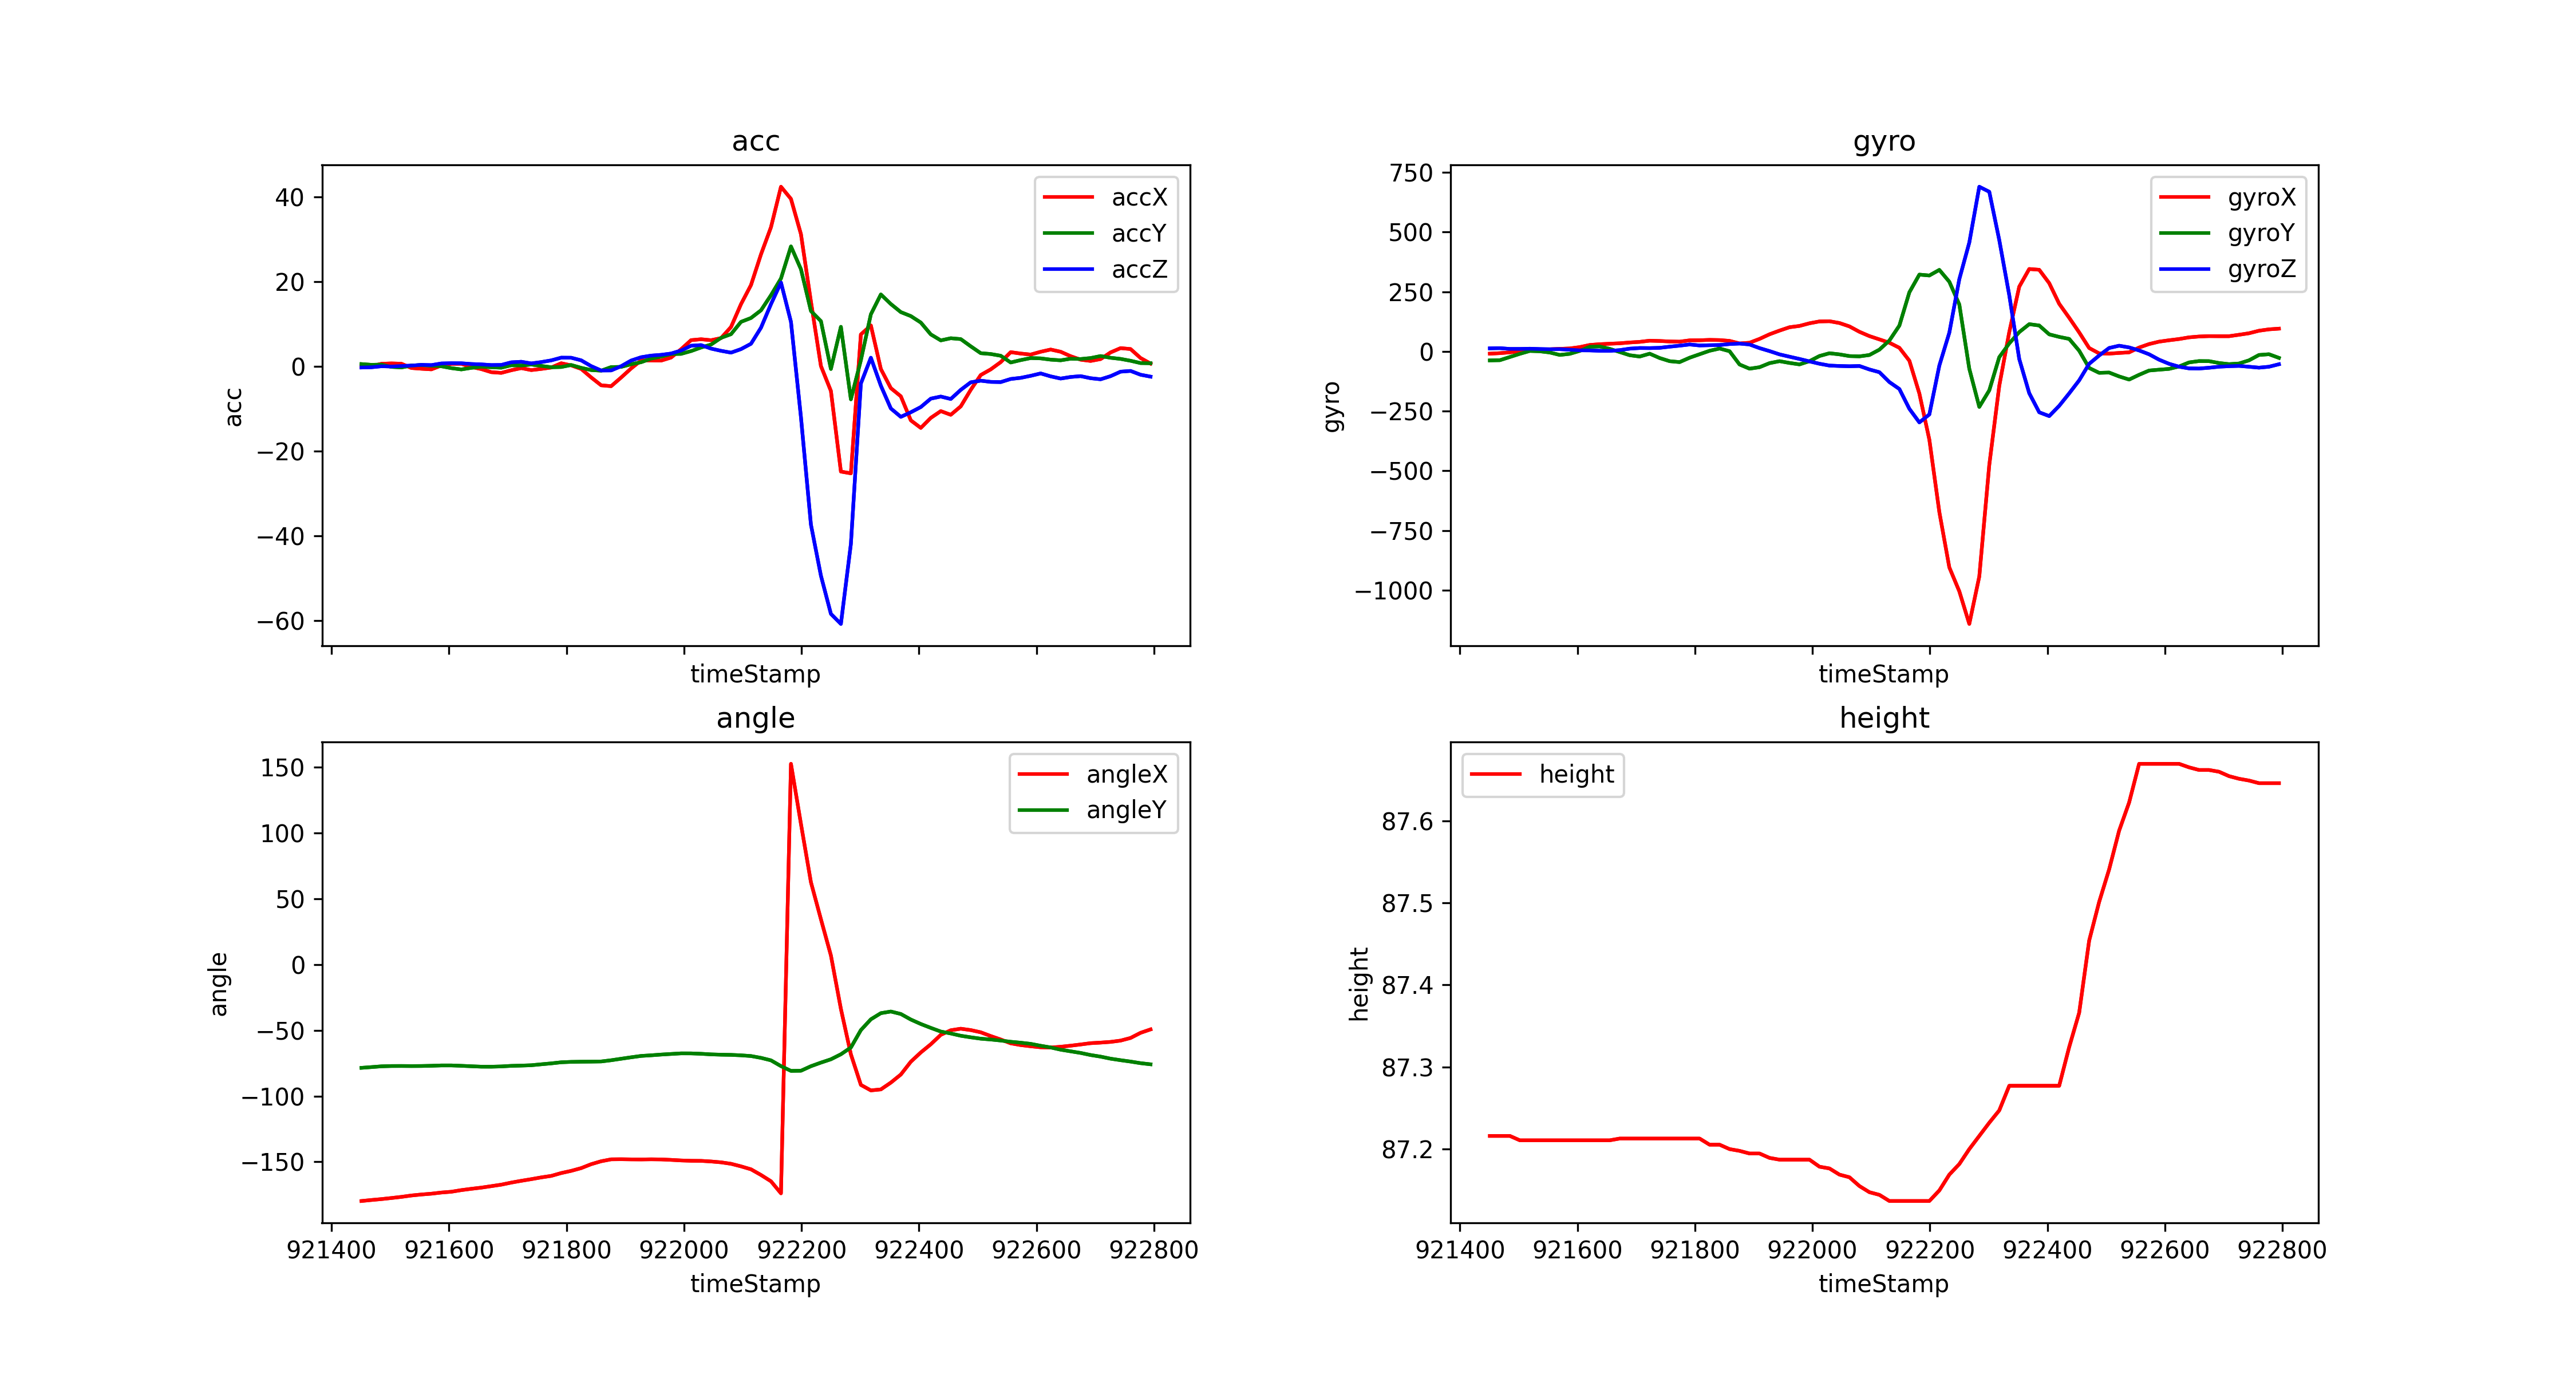 acc
40
20
0
−20
−40
−60
acc
accX
accY
accZ
timeStamp
gyro
750
500
250
0
−250
−500
−750
−1000
gyro
gyroX
gyroY
gyroZ
timeStamp
angle
150
100
50
0
−50
−100
−150
angle
angleX
angleY
921400 921600 921800 922000 922200 922400 922600 922800
timeStamp
height
87.6
87.5
87.4
87.3
87.2
height
height
921400 921600 921800 922000 922200 922400 922600 922800
timeStamp